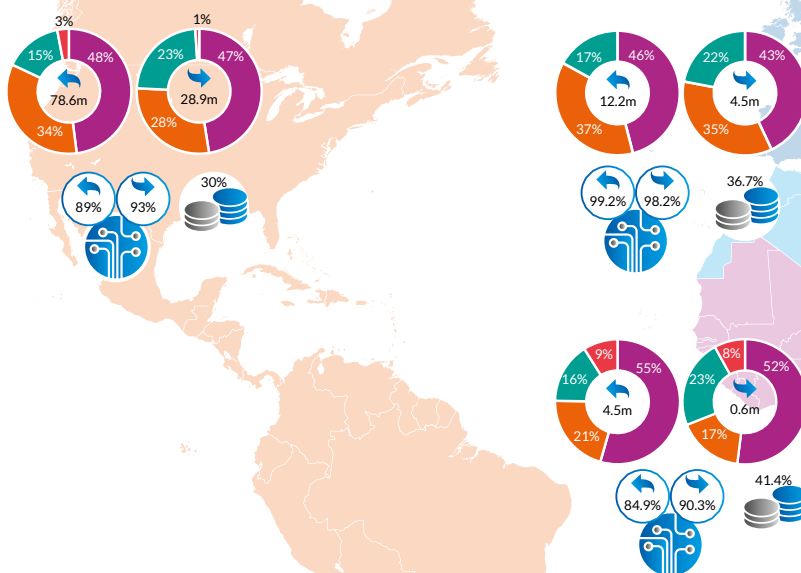 3% 1%
15% 48% 23% 47%
78.6m 28.9m
34% 28%
89% 93% 30%
17% 46% 22% 43%
12.2m 4.5m
37% 35%
99.2% 98.2% 36.7%
9% 8%
16% 55% 23% 52%
4.5m 0.6m
21% 17%
84.9% 90.3% 41.4%